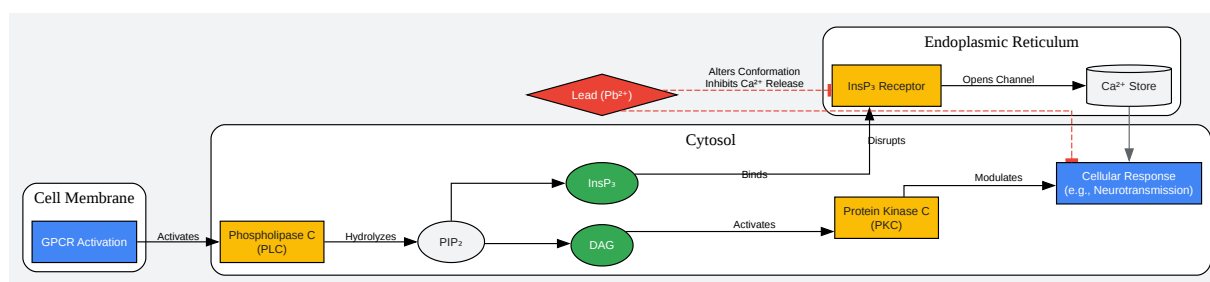 Endoplasmic Reticulum
Alters Conformation
Inhibits Ca²⁺ Release
Lead (Pb²⁺)
InsP₃ Receptor
Opens Channel
Ca²⁺ Store
Cytosol
Disrupts
Binds
InsP₃
Cellular Response
(e.g., Neurotransmission)
Modulates
Cell Membrane
GPCR Activation
Activates
Phospholipase C
(PLC)
Hydrolyzes
PIP₂
DAG
Activates
Protein Kinase C
(PKC)